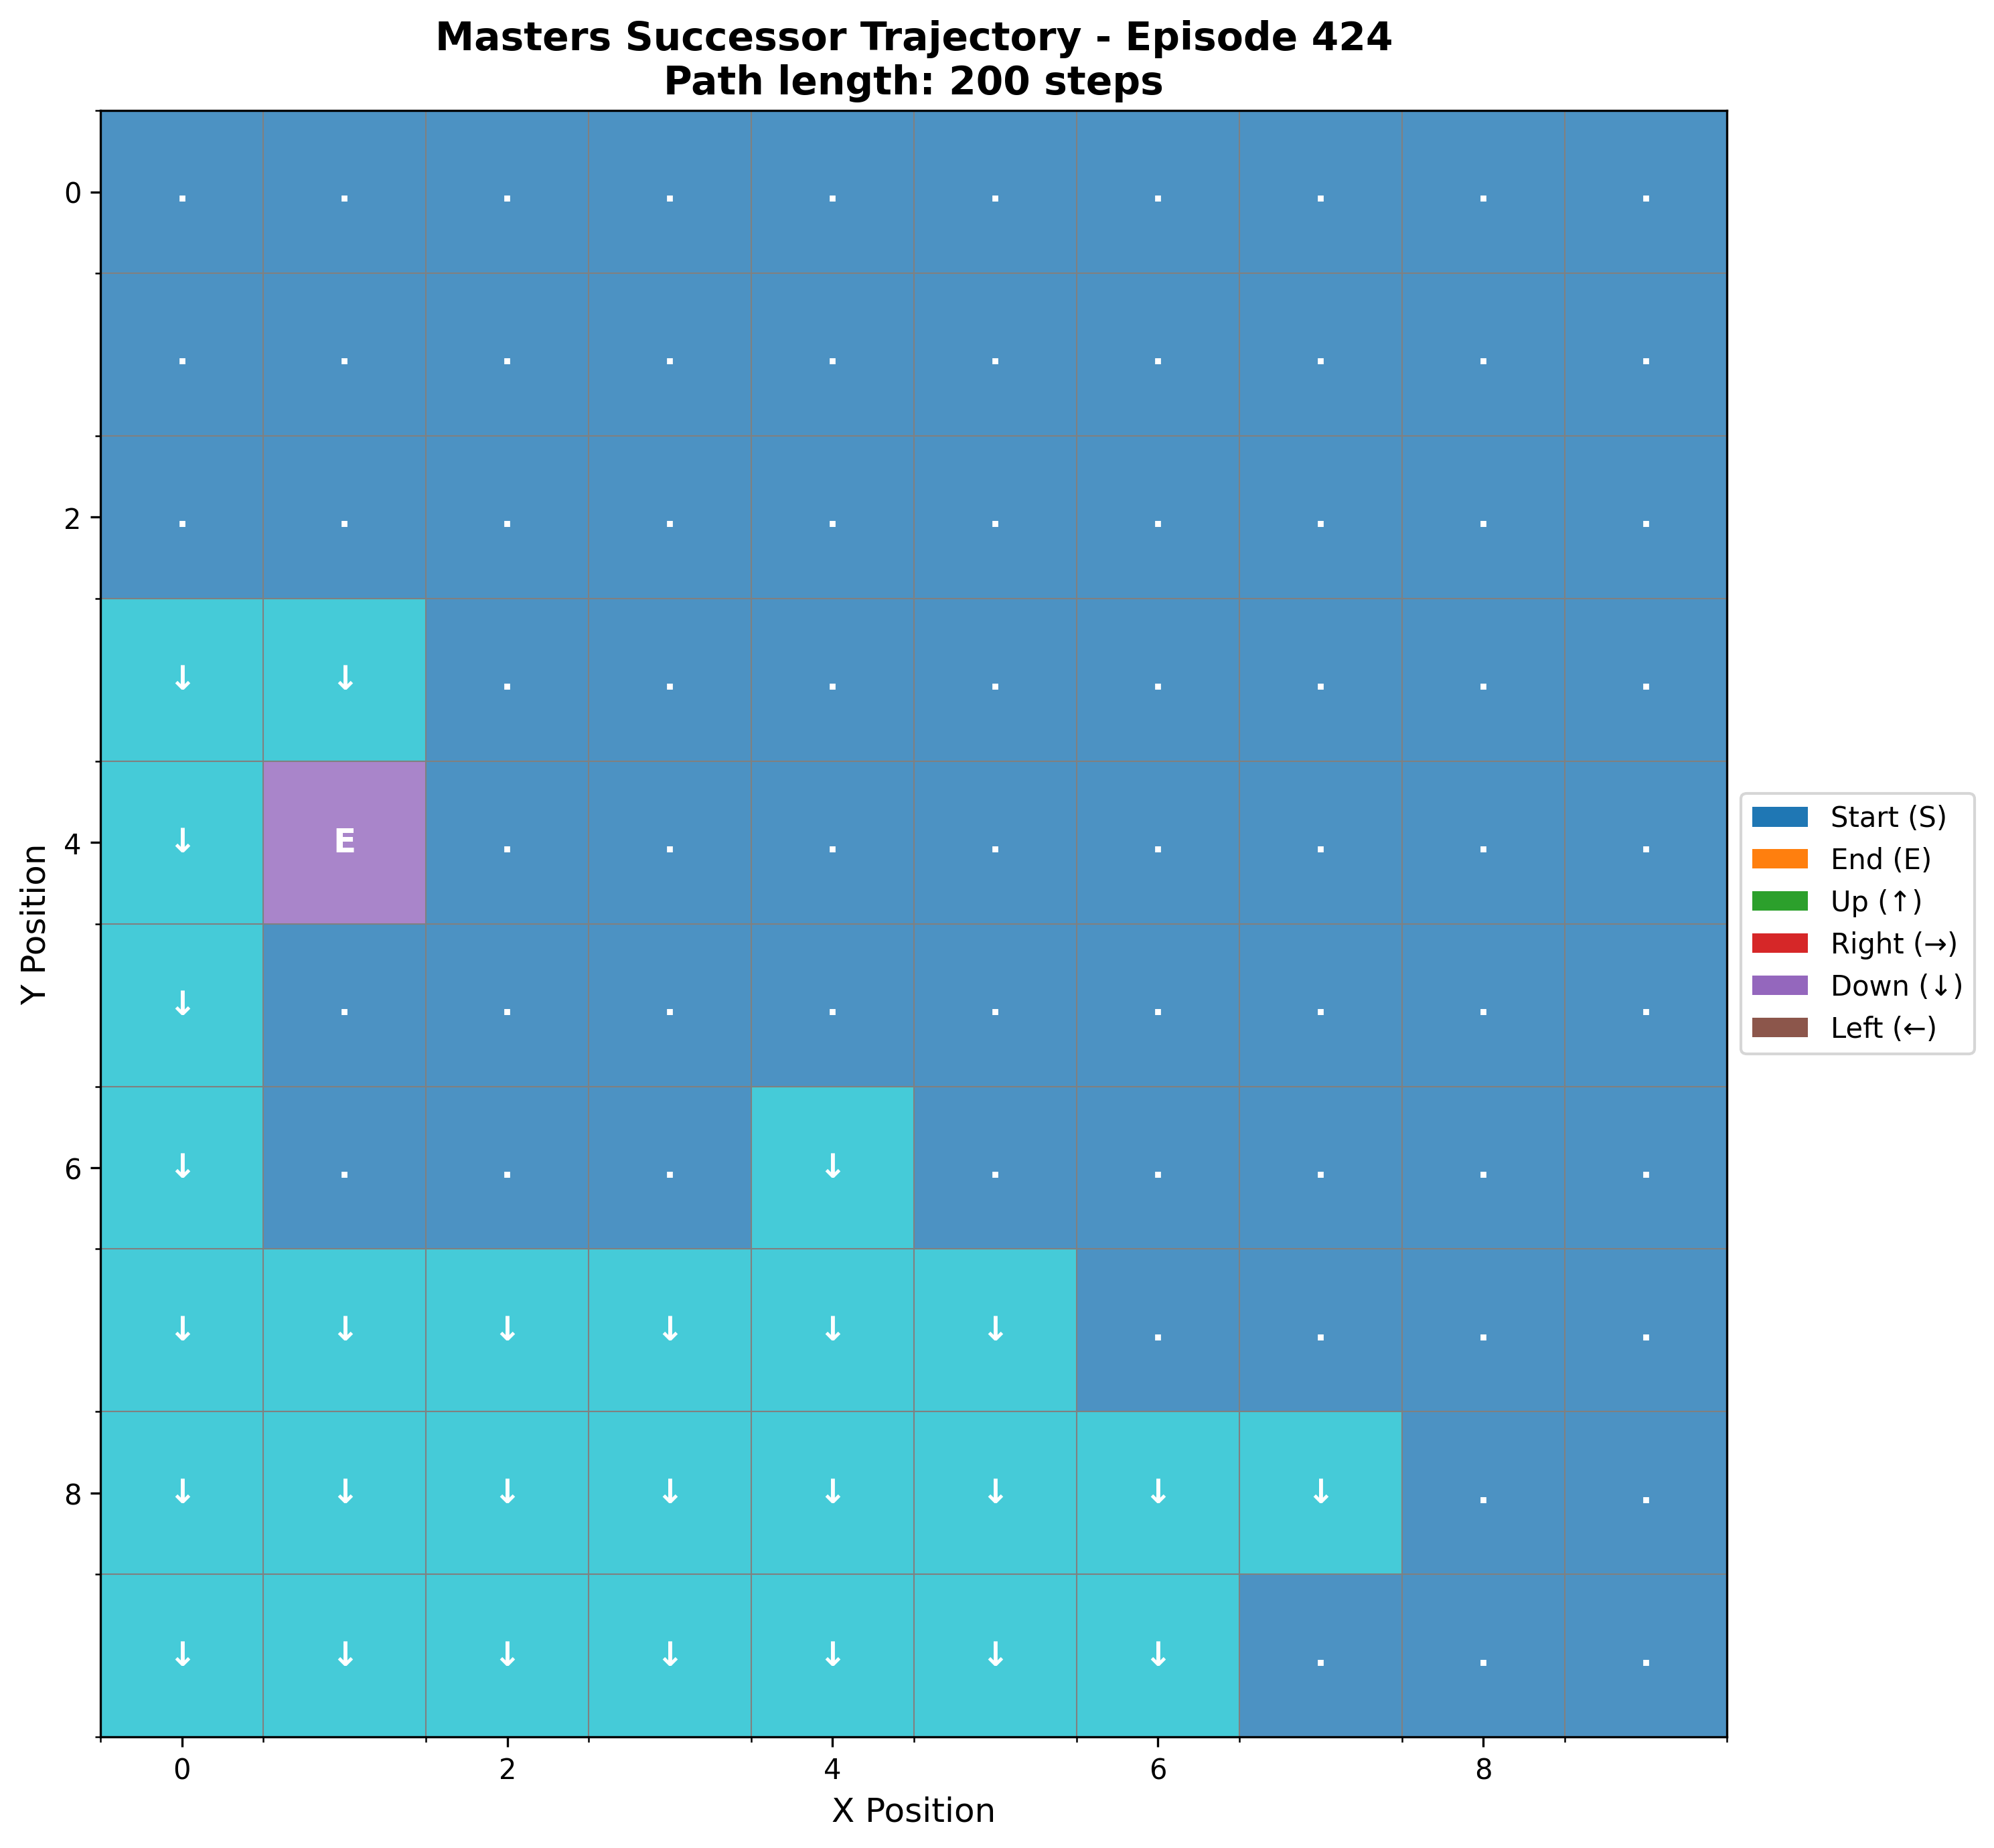 Masters Successor Trajectory - Episode 424
Path length: 200 steps
0 . . . . . . . . . .
. . . . . . . . . .
2 . . . . . . . . . .
↓ ↓ . . . . . . . .
4 ↓ E . . . . . . . .
↓ . . . . . . . . .
6 ↓ . . . ↓ . . . . .
↓ ↓ ↓ ↓ ↓ ↓ . . . .
8 ↓ ↓ ↓ ↓ ↓ ↓ ↓ ↓ . .
↓ ↓ ↓ ↓ ↓ ↓ ↓ . . .
0 2 4 6 8
X Position
Y Position
Start (S)
End (E)
Up (↑)
Right (→)
Down (↓)
Left (←)